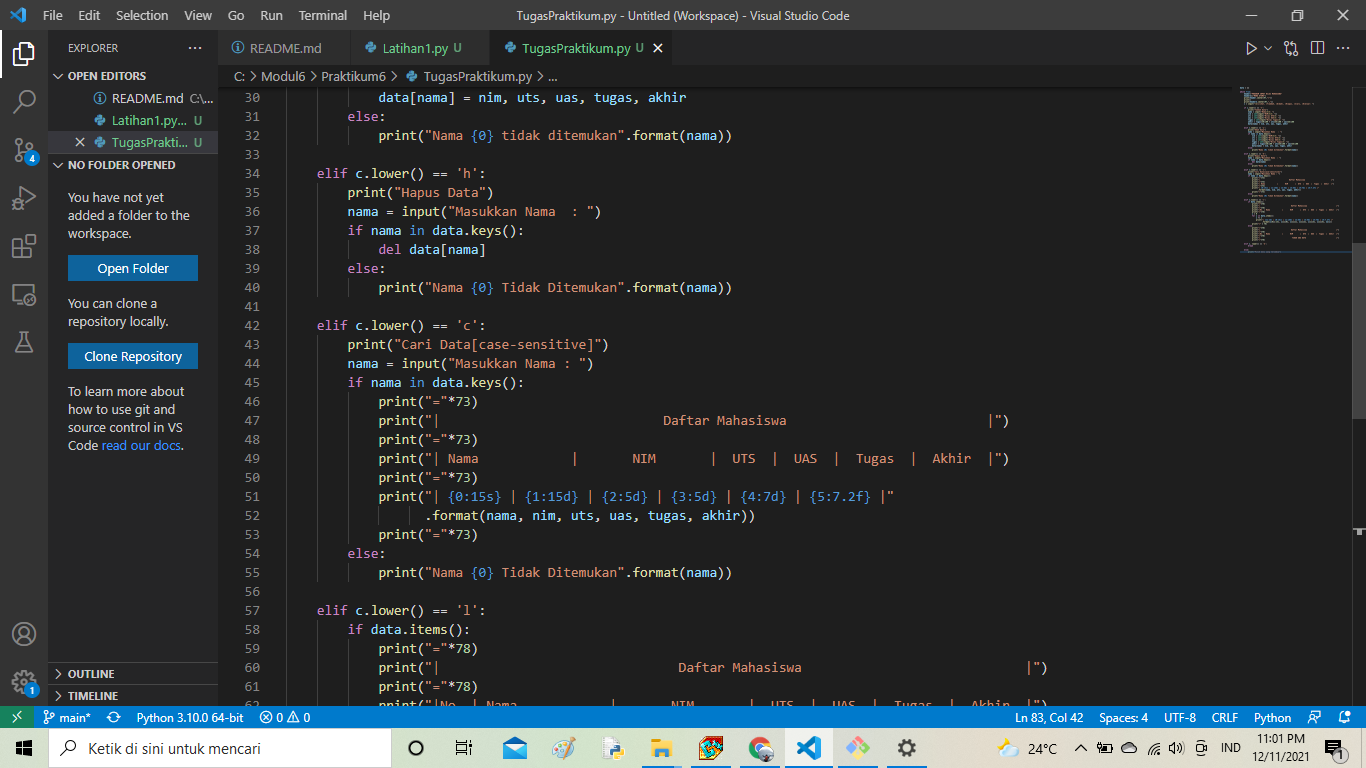 File Edit Selection View Go Run Terminal Help TugasPraktikum.py - Untitled (Workspace) - Visual Studio Code
EXPLORER ...
OPEN EDITORS
README.md C:\...
Latihan1.py... U
TugasPrakti... U
NO FOLDER OPENED
You have not yet
added a folder to the
workspace.
Open Folder
You can clone a
repository locally.
Clone Repository
To learn more about
how to use git and
source control in VS
Code read our docs.
OUTLINE
TIMELINE
4
1
README.md Latihan1.py U TugasPraktikum.py U
C: > Modul6 > Praktikum6 > TugasPraktikum.py > ...
30 data[nama] = nim, uts, uas, tugas, akhir
31 else:
32 print("Nama {0} tidak ditemukan".format(nama))
33
34 elif c.lower() == 'h':
35 print("Hapus Data")
36 nama = input("Masukkan Nama  : ")
37 if nama in data.keys():
38 del data[nama]
39 else:
40 print("Nama {0} Tidak Ditemukan".format(nama))
41
42 elif c.lower() == 'c':
43 print("Cari Data[case-sensitive]")
44 nama = input("Masukkan Nama : ")
45 if nama in data.keys():
46 print("="*73)
47 print("|                             Daftar Mahasiswa                          |")
48 print("="*73)
49 print("| Nama            |       NIM       |  UTS  |  UAS  |  Tugas  |  Akhir  |")
50 print("="*73)
51 print("| {0:15s} | {1:15d} | {2:5d} | {3:5d} | {4:7d} | {5:7.2f} |"
52 .format(nama, nim, uts, uas, tugas, akhir))
53 print("="*73)
54 else:
55 print("Nama {0} Tidak Ditemukan".format(nama))
56
57 elif c.lower() == 'l':
58 if data.items():
59 print("="*78)
60 print("|                               Daftar Mahasiswa                             |")
61 print("="*78)
62 print("|No. | Nama            |       NIM       |  UTS  |  UAS  |  Tugas  |  Akhir  |")
main* Python 3.10.0 64-bit 0 0 Ln 83, Col 42 Spaces: 4 UTF-8 CRLF Python
Ketik di sini untuk mencari 24°C IND 11:01 PM
12/11/2021 1